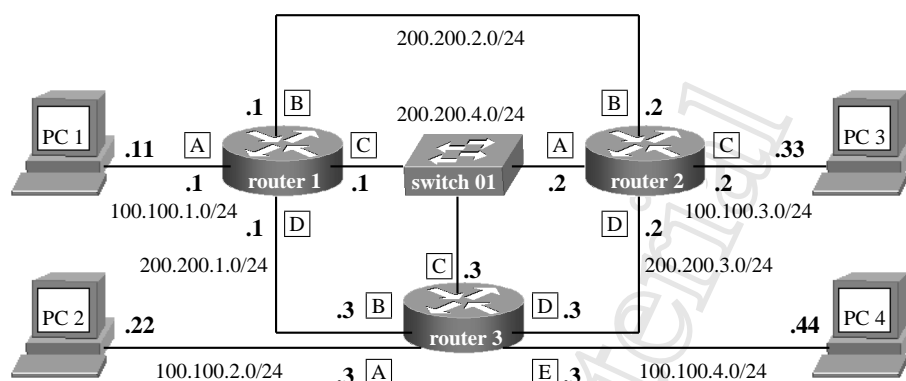 200.200.2.0/24
.1 B
B .2
200.200.4.0/24
PC 1
.11
A
C
A
C
.33
PC 3
router 1
switch 01
router 2
.1
.1
.2
.2
100.100.1.0/24
100.100.3.0/24
.1 D
D .2
200.200.1.0/24
C .3
200.200.3.0/24
PC 2
.22
.3 B
D .3
.44
PC 4
router 3
100.100.2.0/24
.3 A
E .3
100.100.4.0/24